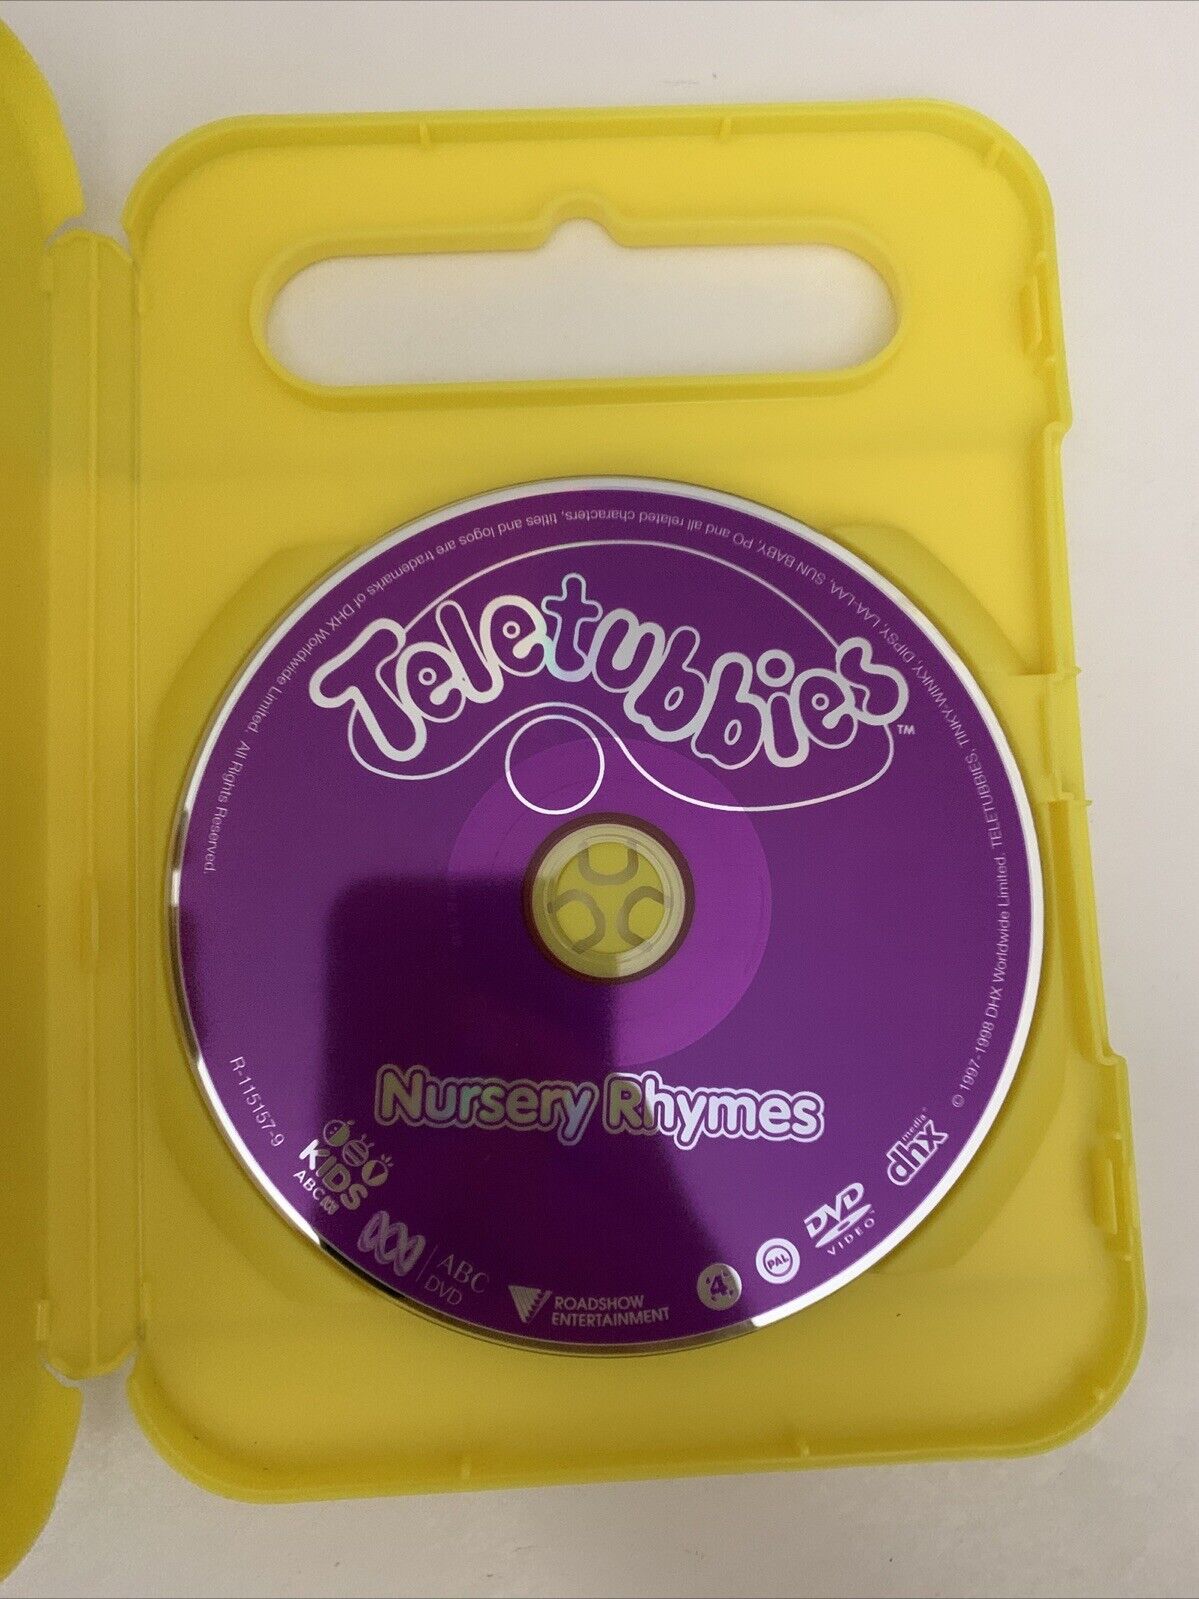 Teletubbies™
Nursery Rhymes
© 1997-1998 DHX Worldwide Limited. TELETUBBIES, TINKY-WINKY, DIPSY, LAA-LAA, SUN BABY, PO and all related characters, titles and logos are trademarks of DHX Worldwide Limited. All Rights Reserved.
R-115157-9
KIDS
ABC
ABC
DVD
ROADSHOW
ENTERTAINMENT
4
PAL
DVD
VIDEO
dhx
media